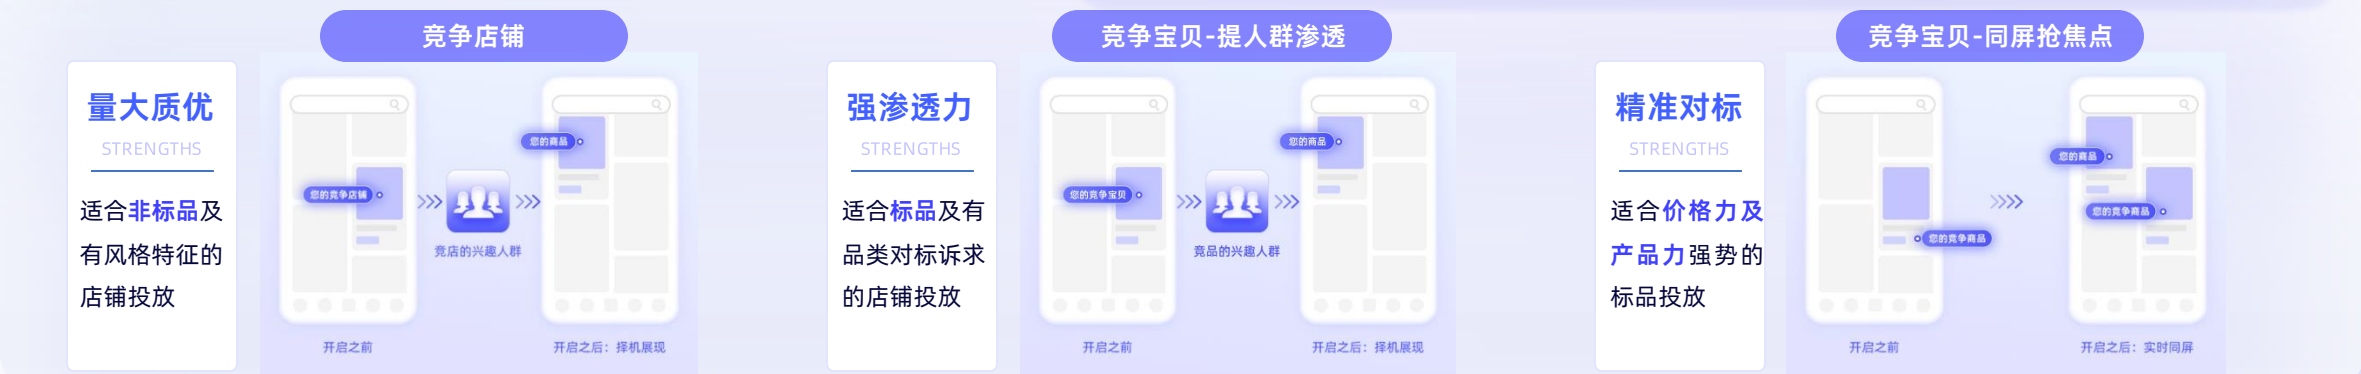 竞争店铺
量大质优
STRENGTHS
适合非标品及
有风格特征的
店铺投放
您的竞争店铺
竞店的兴趣人群
您的商品
开启之前
开启之后：择机展现
竞争宝贝-提人群渗透
强渗透力
STRENGTHS
适合标品及有
品类对标诉求
的店铺投放
您的竞争宝贝
竞品的兴趣人群
您的商品
开启之前
开启之后：择机展现
竞争宝贝-同屏抢焦点
精准对标
STRENGTHS
适合价格力及
产品力强势的
标品投放
您的竞争商品
您的商品
您的竞争商品
开启之前
开启之后：实时同屏